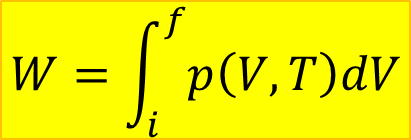 W = ∫_i^f p(V, T)dV